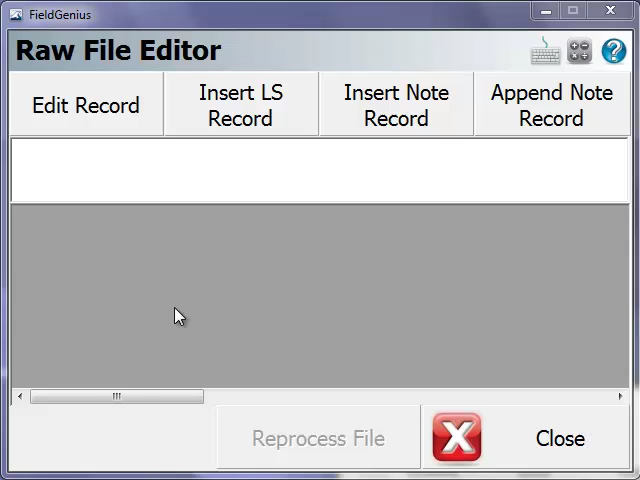 FieldGenius
Raw File Editor
Edit Record
Insert LS
Record
Insert Note
Record
Append Note
Record
Reprocess File
Close